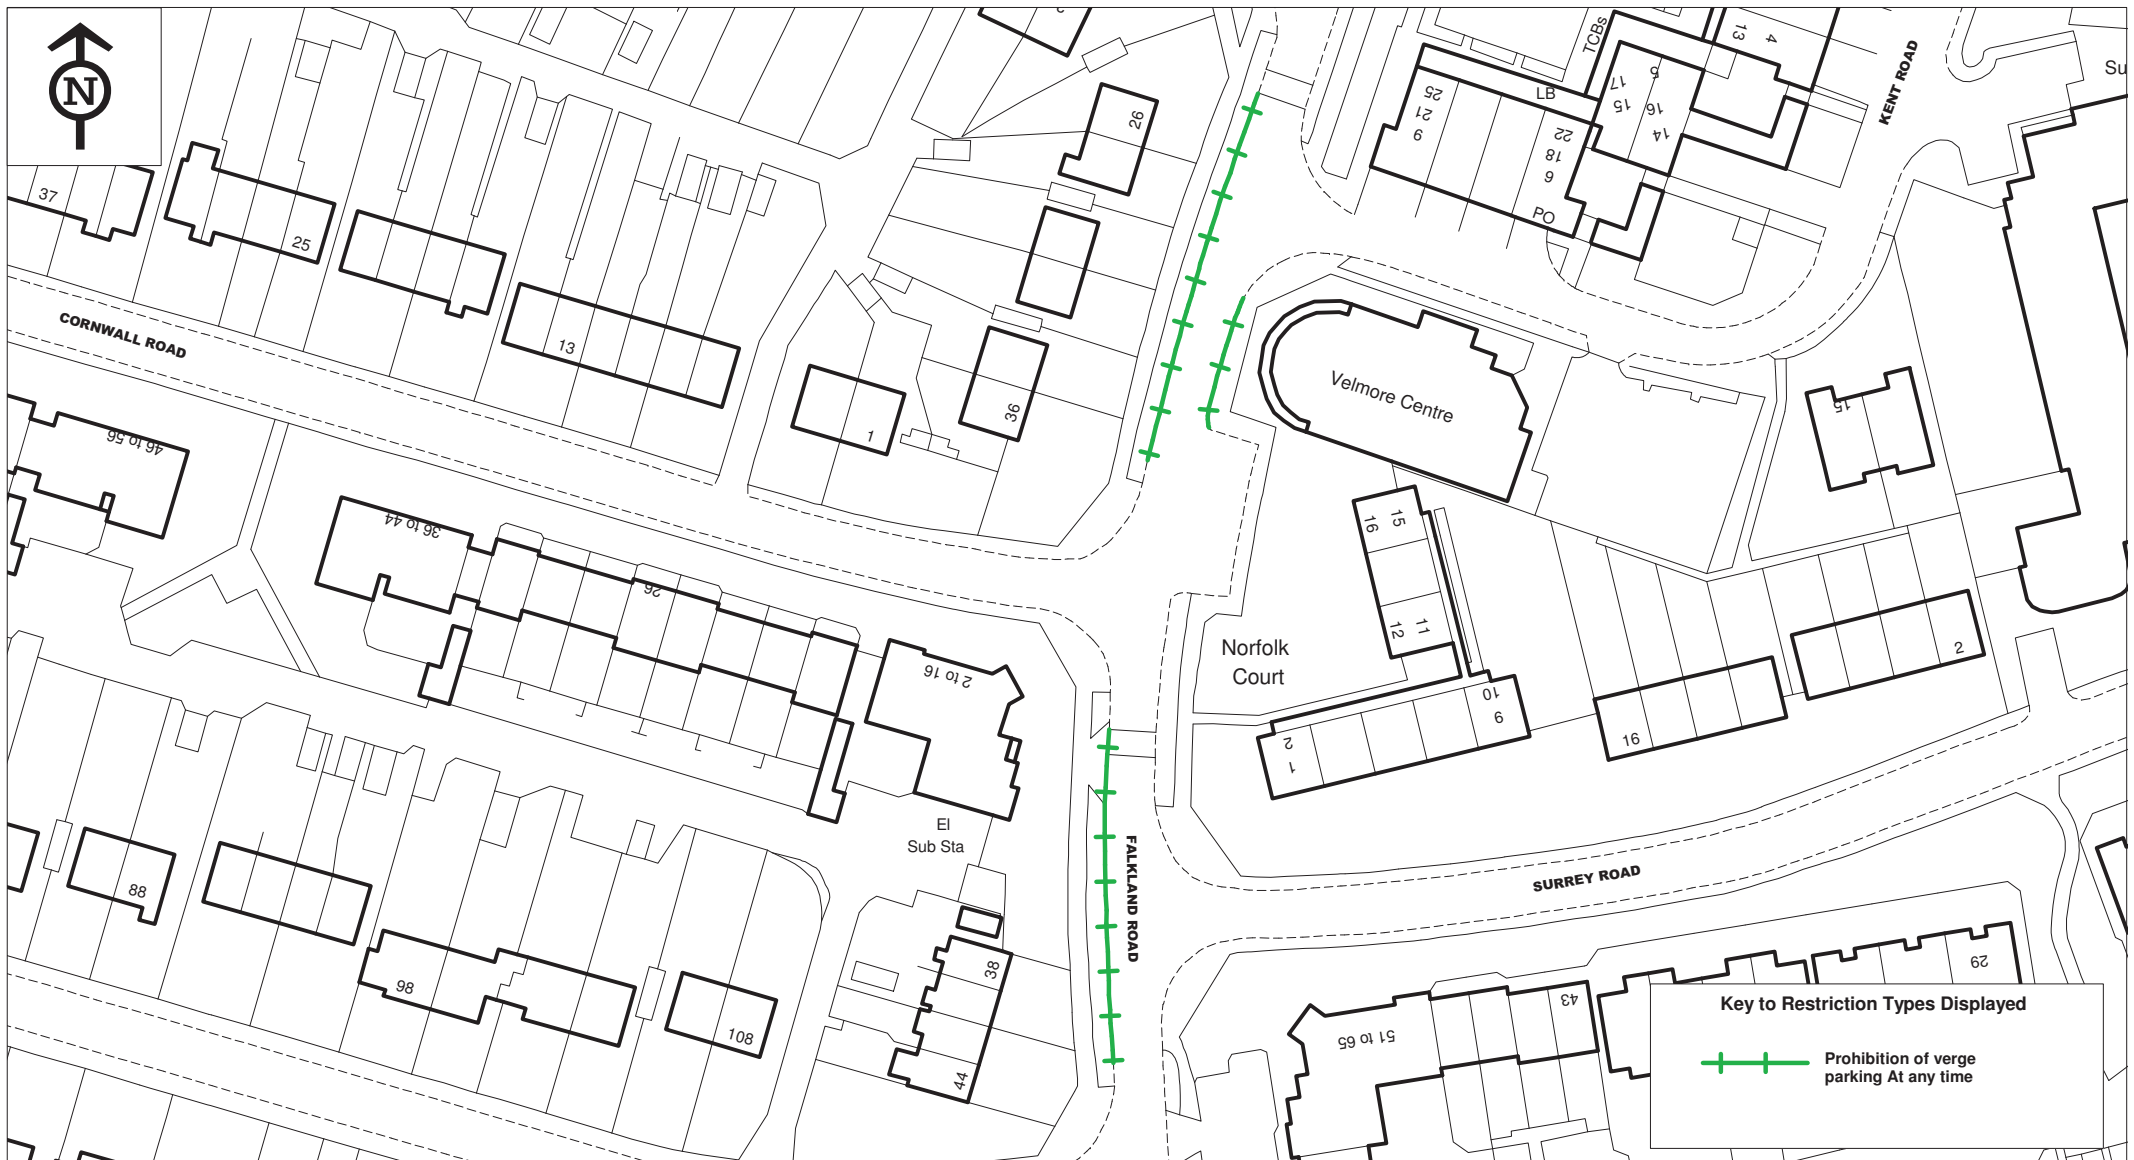 N
TCBs
13
4
KENT ROAD
Su
26
LB
25
21
9
17
5
15
16
14
22
18
6
PO
37
25
CORNWALL ROAD
13
1
36
Velmore Centre
15
46 to 56
36 to 44
26
2 to 16
16
15
12
11
Norfolk
Court
10
9
2
1
16
2
El
Sub Sta
FALKLAND ROAD
SURREY ROAD
88
98
108
38
44
51 to 65
43
29
Key to Restriction Types Displayed
Prohibition of verge
parking At any time